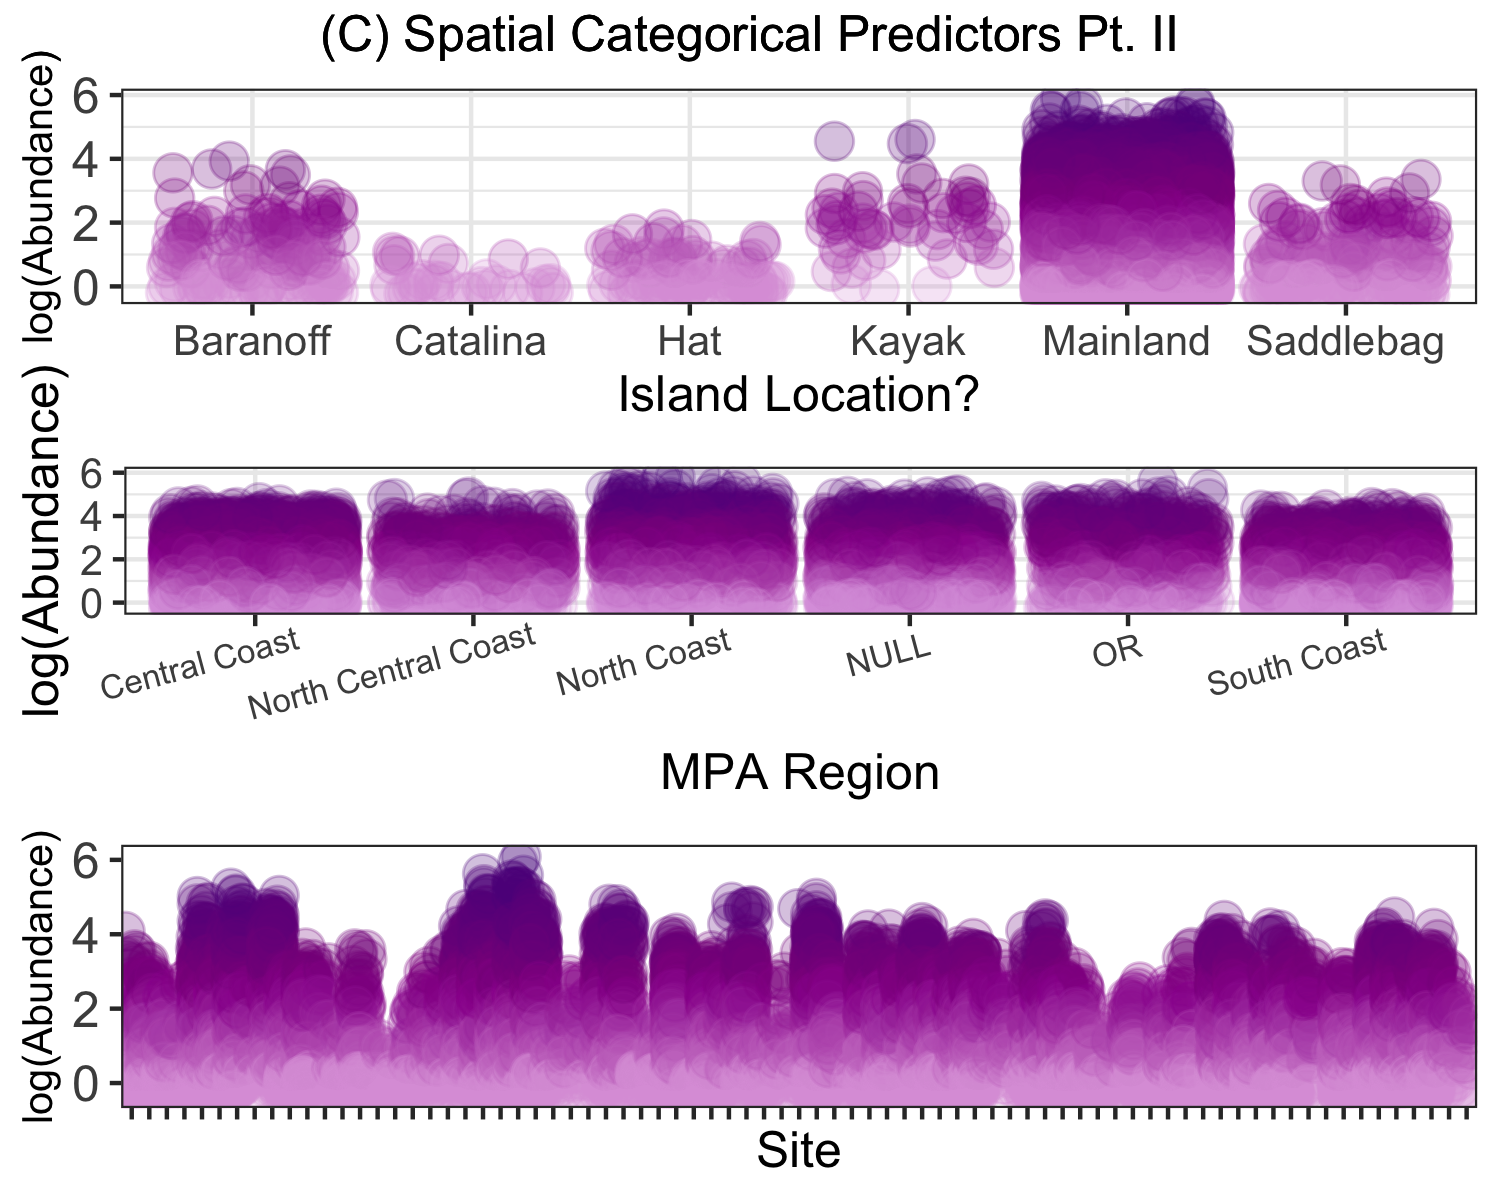 (C) Spatial Categorical Predictors Pt. II
log(Abundance)
6
4
2
0
Baranoff Catalina Hat Kayak Mainland Saddlebag
Island Location?
log(Abundance)
6
4
2
0
Central Coast North Central Coast North Coast NULL OR South Coast
MPA Region
log(Abundance)
6
4
2
0
Site